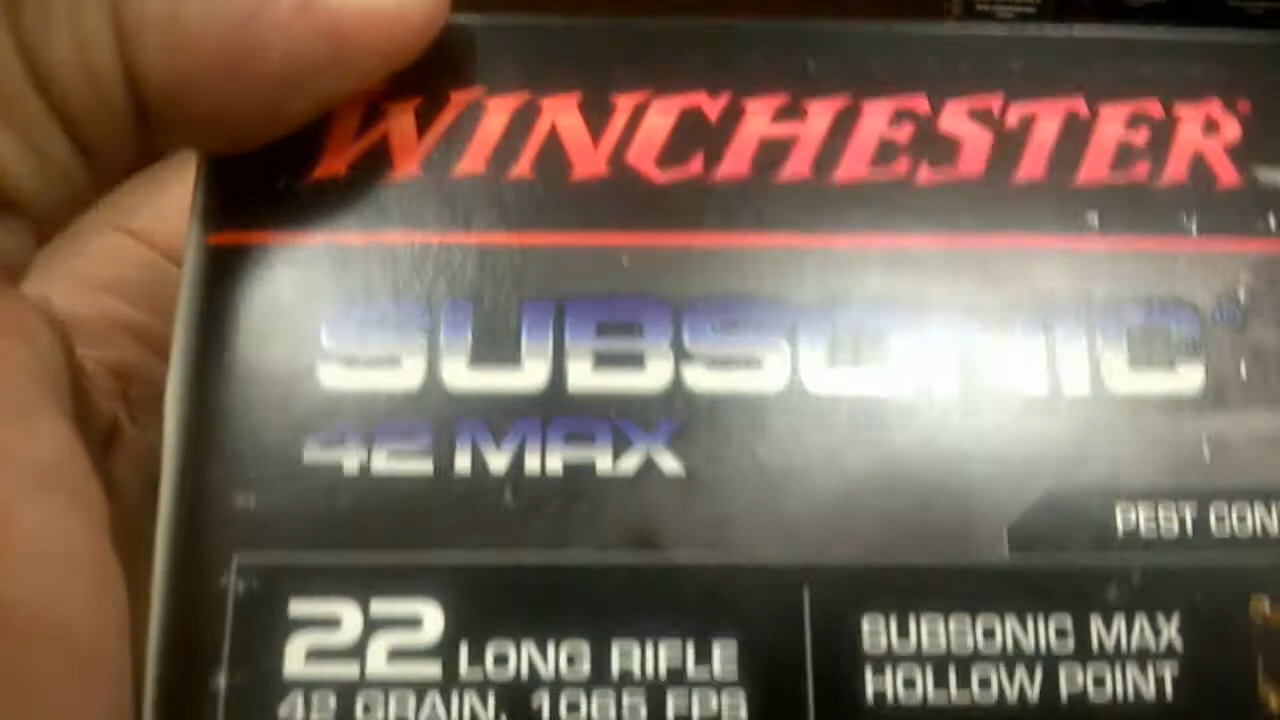 WINCHESTER
SUBSONIC®
42 MAX
PEST CON
22 LONG RIFLE
42 GRAIN, 1065 FPS
SUBSONIC MAX
HOLLOW POINT